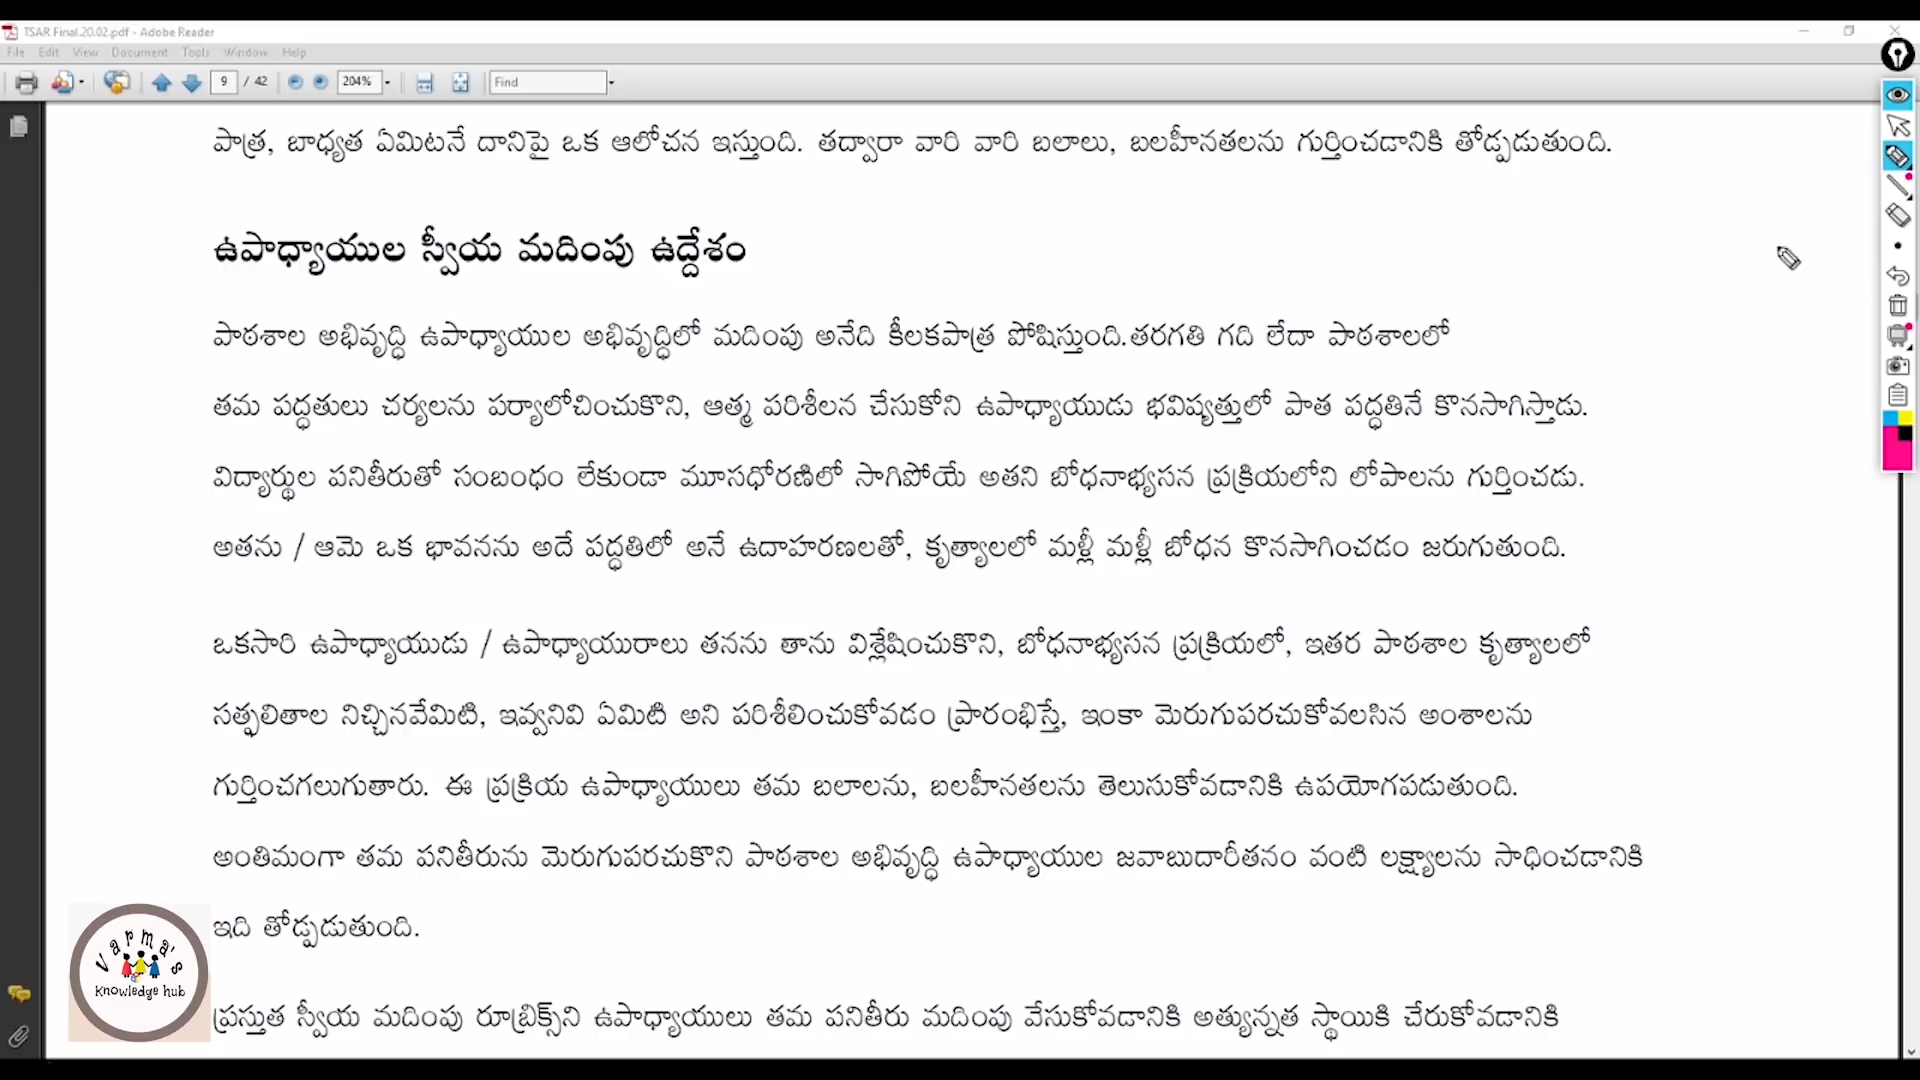 TSAR Final.20.02.pdf - Adobe Reader
File Edit View Document Tools Window Help
9 / 42 204% Find
పాత్ర, బాధ్యత ఏమిటనే దానిపై ఒక ఆలోచన ఇస్తుంది. తద్వారా వారి వారి బలాలు, బలహీనతలను గుర్తించడానికి తోడ్పడుతుంది.
ఉపాధ్యాయుల స్వీయ మదింపు ఉద్దేశం
పాఠశాల అభివృద్ధి ఉపాధ్యాయుల అభివృద్ధిలో మదింపు అనేది కీలకపాత్ర పోషిస్తుంది.తరగతి గది లేదా పాఠశాలలో
తమ పద్ధతులు చర్యలను పర్యాలోచించుకొని, ఆత్మ పరిశీలన చేసుకోని ఉపాధ్యాయుడు భవిష్యత్తులో పాత పద్ధతినే కొనసాగిస్తాడు.
విద్యార్థుల పనితీరుతో సంబంధం లేకుండా మూసధోరణిలో సాగిపోయే అతని బోధనాభ్యసన ప్రక్రియలోని లోపాలను గుర్తించడు.
అతను / ఆమె ఒక భావనను అదే పద్ధతిలో అనే ఉదాహరణలతో, కృత్యాలలో మళ్లీ మళ్లీ బోధన కొనసాగించడం జరుగుతుంది.
ఒకసారి ఉపాధ్యాయుడు / ఉపాధ్యాయురాలు తనను తాను విశ్లేషించుకొని, బోధనాభ్యసన ప్రక్రియలో, ఇతర పాఠశాల కృత్యాలలో
సత్ఫలితాల నిచ్చినవేమిటి, ఇవ్వనివి ఏమిటి అని పరిశీలించుకోవడం ప్రారంభిస్తే, ఇంకా మెరుగుపరచుకోవలసిన అంశాలను
గుర్తించగలుగుతారు. ఈ ప్రక్రియ ఉపాధ్యాయులు తమ బలాలను, బలహీనతలను తెలుసుకోవడానికి ఉపయోగపడుతుంది.
అంతిమంగా తమ పనితీరును మెరుగుపరచుకొని పాఠశాల అభివృద్ధి ఉపాధ్యాయుల జవాబుదారీతనం వంటి లక్ష్యాలను సాధించడానికి
ఇది తోడ్పడుతుంది.
Varma's
Knowledge hub
ప్రస్తుత స్వీయ మదింపు రూబ్రిక్స్‌ని ఉపాధ్యాయులు తమ పనితీరు మదింపు వేసుకోవడానికి అత్యున్నత స్థాయికి చేరుకోవడానికి